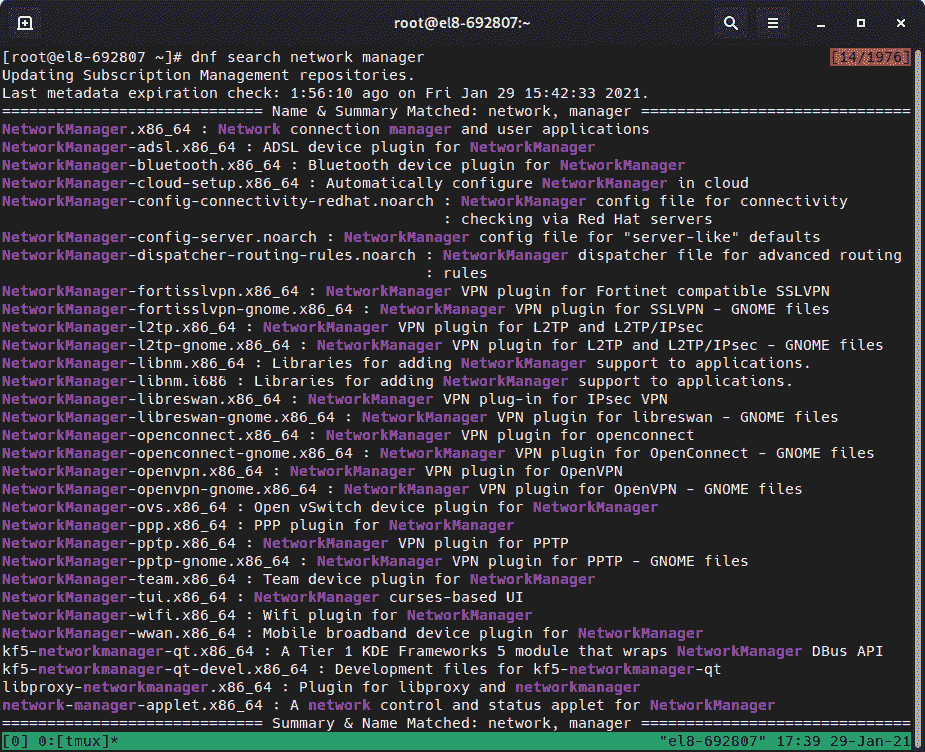 root@el8-692807:~
[root@el8-692807 ~]# dnf search network manager [14/1976]
Updating Subscription Management repositories.
Last metadata expiration check: 1:56:10 ago on Fri Jan 29 15:42:33 2021.
============================= Name & Summary Matched: network, manager ==============================
NetworkManager.x86_64 : Network connection manager and user applications
NetworkManager-adsl.x86_64 : ADSL device plugin for NetworkManager
NetworkManager-bluetooth.x86_64 : Bluetooth device plugin for NetworkManager
NetworkManager-cloud-setup.x86_64 : Automatically configure NetworkManager in cloud
NetworkManager-config-connectivity-redhat.noarch : NetworkManager config file for connectivity
: checking via Red Hat servers
NetworkManager-config-server.noarch : NetworkManager config file for "server-like" defaults
NetworkManager-dispatcher-routing-rules.noarch : NetworkManager dispatcher file for advanced routing
: rules
NetworkManager-fortisslvpn.x86_64 : NetworkManager VPN plugin for Fortinet compatible SSLVPN
NetworkManager-fortisslvpn-gnome.x86_64 : NetworkManager VPN plugin for SSLVPN - GNOME files
NetworkManager-l2tp.x86_64 : NetworkManager VPN plugin for L2TP and L2TP/IPsec
NetworkManager-l2tp-gnome.x86_64 : NetworkManager VPN plugin for L2TP and L2TP/IPsec - GNOME files
NetworkManager-libnm.x86_64 : Libraries for adding NetworkManager support to applications.
NetworkManager-libnm.i686 : Libraries for adding NetworkManager support to applications.
NetworkManager-libreswan.x86_64 : NetworkManager VPN plug-in for IPsec VPN
NetworkManager-libreswan-gnome.x86_64 : NetworkManager VPN plugin for libreswan - GNOME files
NetworkManager-openconnect.x86_64 : NetworkManager VPN plugin for openconnect
NetworkManager-openconnect-gnome.x86_64 : NetworkManager VPN plugin for OpenConnect - GNOME files
NetworkManager-openvpn.x86_64 : NetworkManager VPN plugin for OpenVPN
NetworkManager-openvpn-gnome.x86_64 : NetworkManager VPN plugin for OpenVPN - GNOME files
NetworkManager-ovs.x86_64 : Open vSwitch device plugin for NetworkManager
NetworkManager-ppp.x86_64 : PPP plugin for NetworkManager
NetworkManager-pptp.x86_64 : NetworkManager VPN plugin for PPTP
NetworkManager-pptp-gnome.x86_64 : NetworkManager VPN plugin for PPTP - GNOME files
NetworkManager-team.x86_64 : Team device plugin for NetworkManager
NetworkManager-tui.x86_64 : NetworkManager curses-based UI
NetworkManager-wifi.x86_64 : Wifi plugin for NetworkManager
NetworkManager-wwan.x86_64 : Mobile broadband device plugin for NetworkManager
kf5-networkmanager-qt.x86_64 : A Tier 1 KDE Frameworks 5 module that wraps NetworkManager DBus API
kf5-networkmanager-qt-devel.x86_64 : Development files for kf5-networkmanager-qt
libproxy-networkmanager.x86_64 : Plugin for libproxy and networkmanager
network-manager-applet.x86_64 : A network control and status applet for NetworkManager
============================= Summary & Name Matched: network, manager ==============================
[0] 0:[tmux]* "el8-692807" 17:39 29-Jan-21